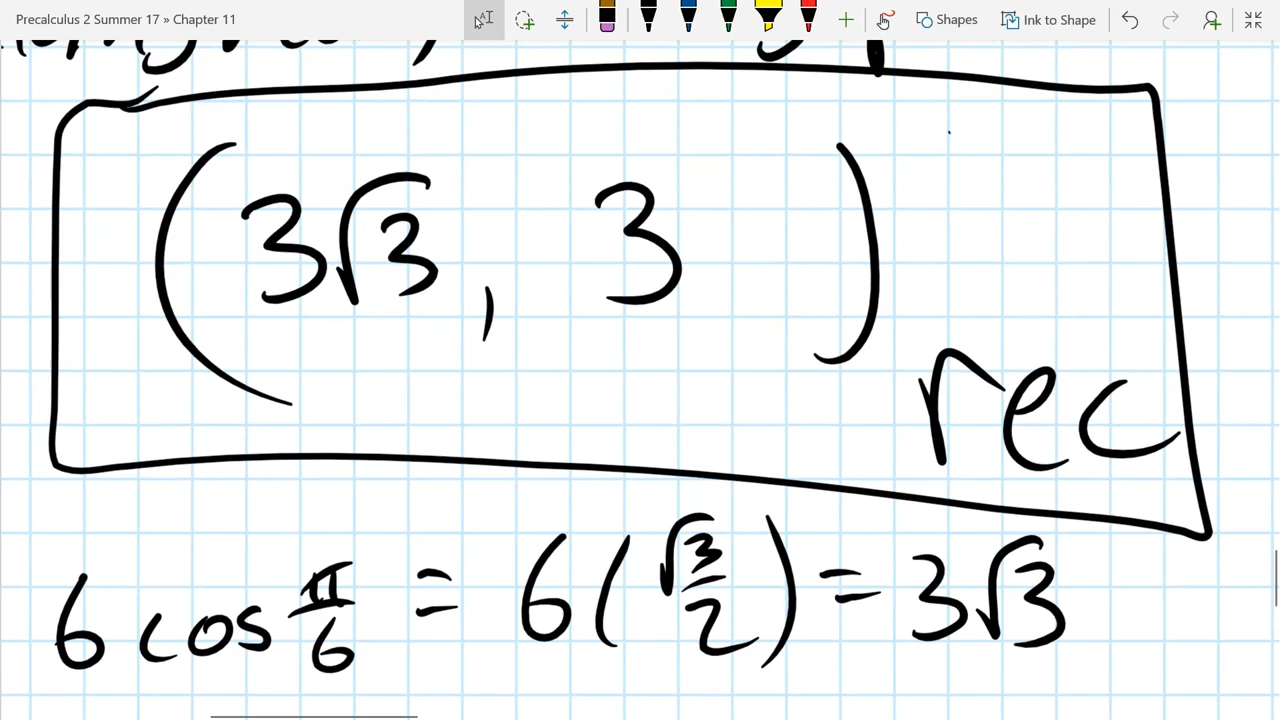 Precalculus 2 Summer 17 » Chapter 11
Shapes
Ink to Shape
(3√3, 3)
rec
6 cos π/6 = 6(√3/2) = 3√3